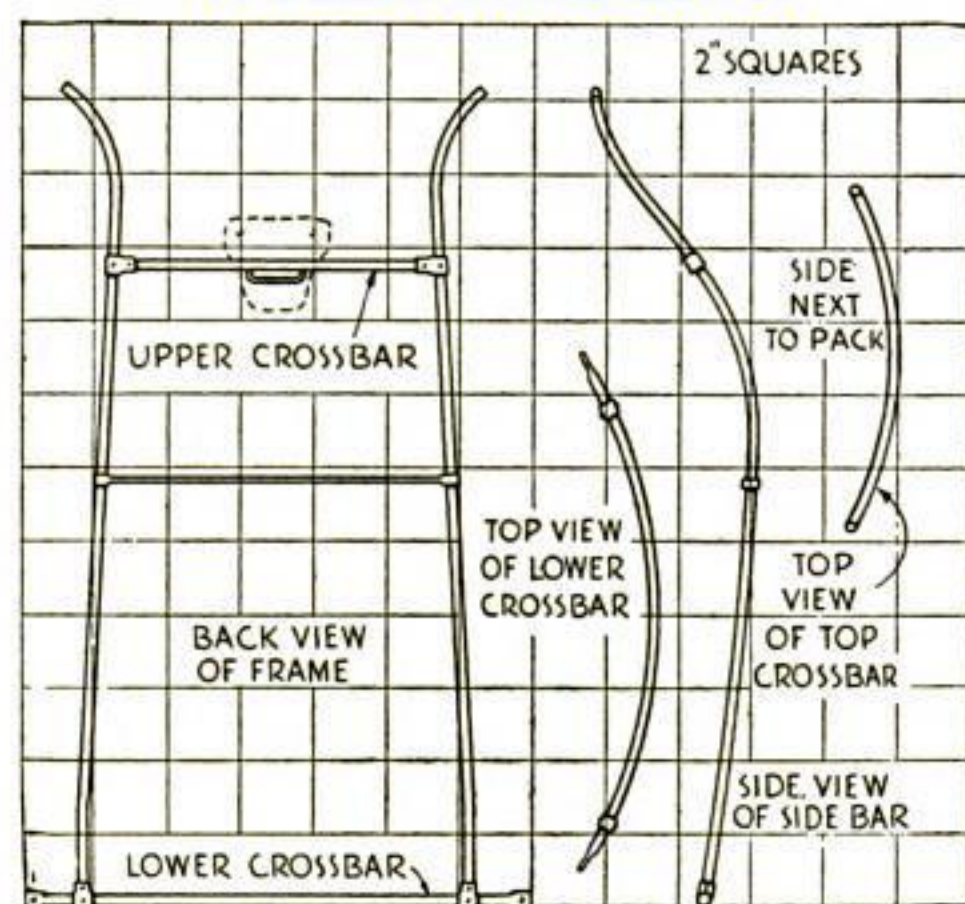 2" SQUARES
UPPER CROSSBAR
SIDE
NEXT
TO PACK
TOP VIEW
OF LOWER
CROSSBAR
TOP
VIEW
OF TOP
CROSSBAR
BACK VIEW
OF FRAME
SIDE VIEW
OF SIDE BAR
LOWER CROSSBAR